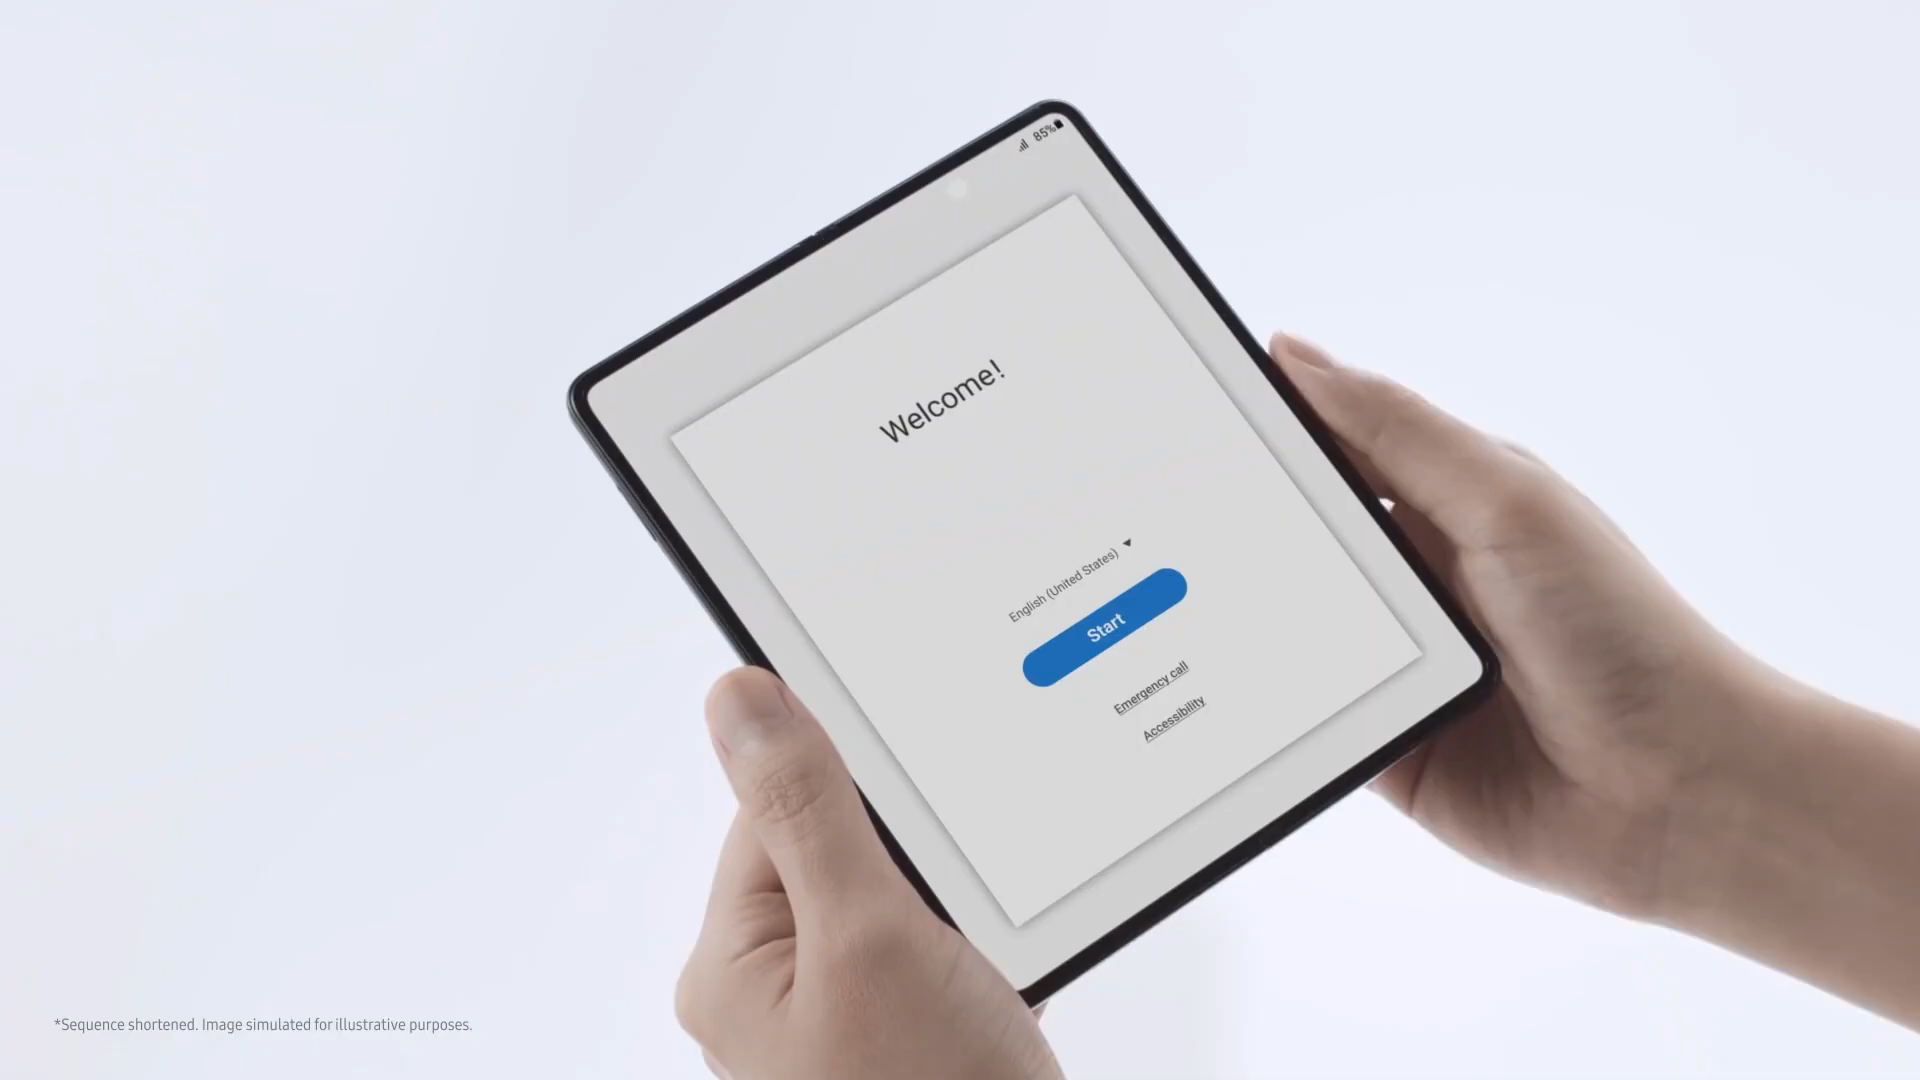 85%
Welcome!
English (United States)
Start
Emergency call
Accessibility
*Sequence shortened. Image simulated for illustrative purposes.